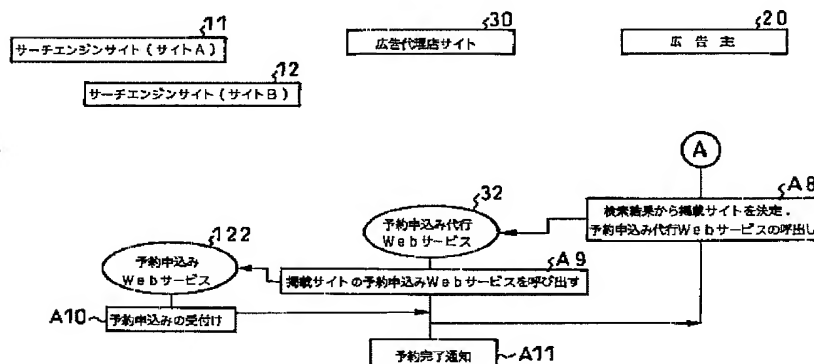 11
30
20
サーチエンジンサイト(サイトA)
広告代理店サイト
広告主
12
サーチエンジンサイト(サイトB)
A
A8
検索結果から掲載サイトを決定,
予約申込み代行Webサービスの呼出し
32
予約申込み代行
Webサービス
122
予約申込み
Webサービス
A9
掲載サイトの予約申込みWebサービスを呼び出す
A10
予約申込みの受付け
予約完了通知
A11